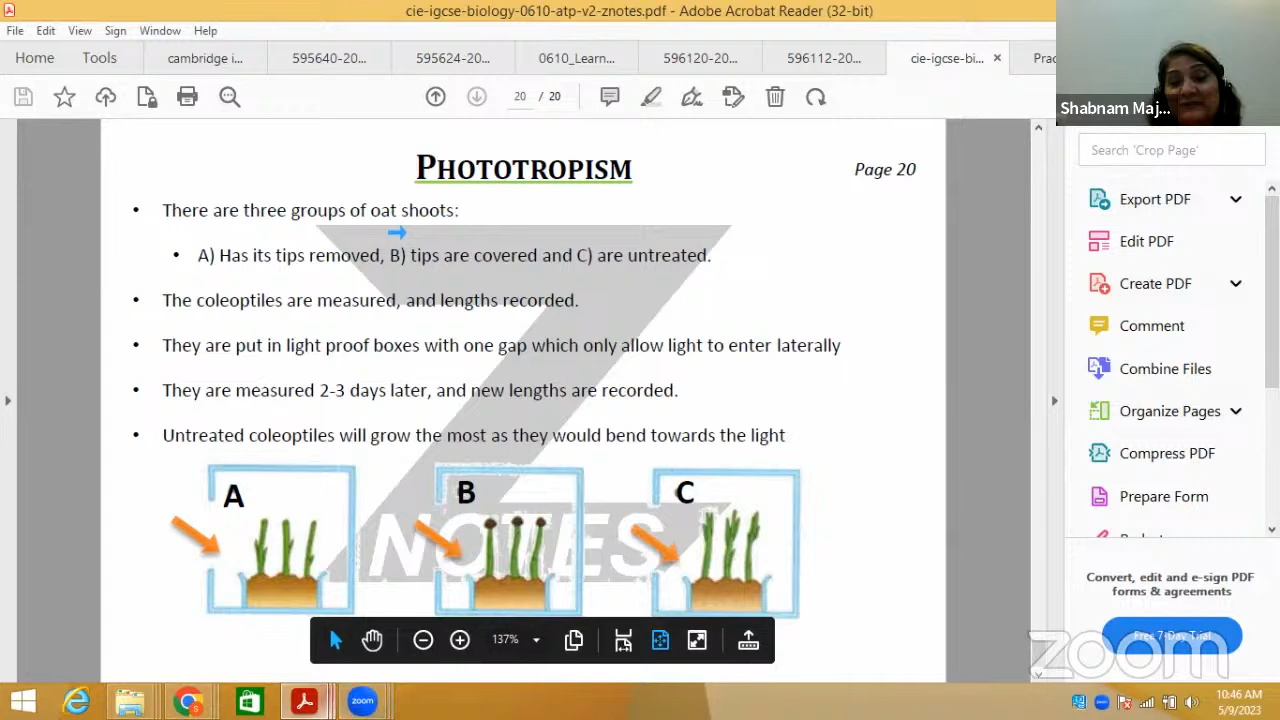 cie-igcse-biology-0610-atp-v2-znotes.pdf - Adobe Acrobat Reader (32-bit)
File Edit View Sign Window Help
Home Tools cambridge i... 595640-20... 595624-20... 0610_Learn... 596120-20... 596112-20... cie-igcse-bi... × Prac
20 / 20
Shabnam Maj...
PHOTOTROPISM
Page 20
• There are three groups of oat shoots:
• A) Has its tips removed, B) tips are covered and C) are untreated.
• The coleoptiles are measured, and lengths recorded.
• They are put in light proof boxes with one gap which only allow light to enter laterally
• They are measured 2-3 days later, and new lengths are recorded.
• Untreated coleoptiles will grow the most as they would bend towards the light
A B C
NOTES
137%
Search 'Crop Page'
Export PDF
Edit PDF
Create PDF
Comment
Combine Files
Organize Pages
Compress PDF
Prepare Form
Convert, edit and e-sign PDF
forms & agreements
Free 7-Day Trial
zoom
zoom
10:46 AM
5/9/2023